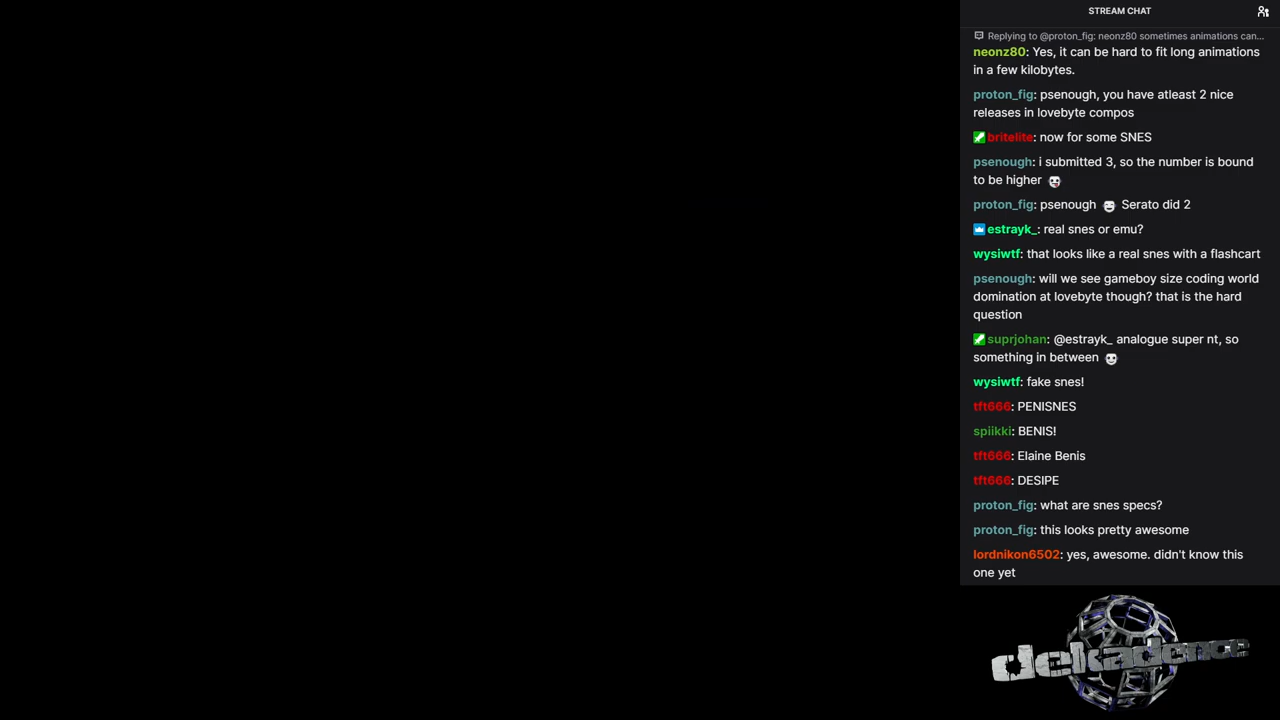 STREAM CHAT
Replying to @proton_fig: neonz80 sometimes animations can...
neonz80: Yes, it can be hard to fit long animations
in a few kilobytes.
proton_fig: psenough, you have atleast 2 nice
releases in lovebyte compos
britelite: now for some SNES
psenough: i submitted 3, so the number is bound
to be higher
proton_fig: psenough Serato did 2
estrayk_: real snes or emu?
wysiwtf: that looks like a real snes with a flashcart
psenough: will we see gameboy size coding world
domination at lovebyte though? that is the hard
question
suprjohan: @estrayk_ analogue super nt, so
something in between
wysiwtf: fake snes!
tft666: PENISNES
spiikki: BENIS!
tft666: Elaine Benis
tft666: DESIPE
proton_fig: what are snes specs?
proton_fig: this looks pretty awesome
lordnikon6502: yes, awesome. didn't know this
one yet
dekadence